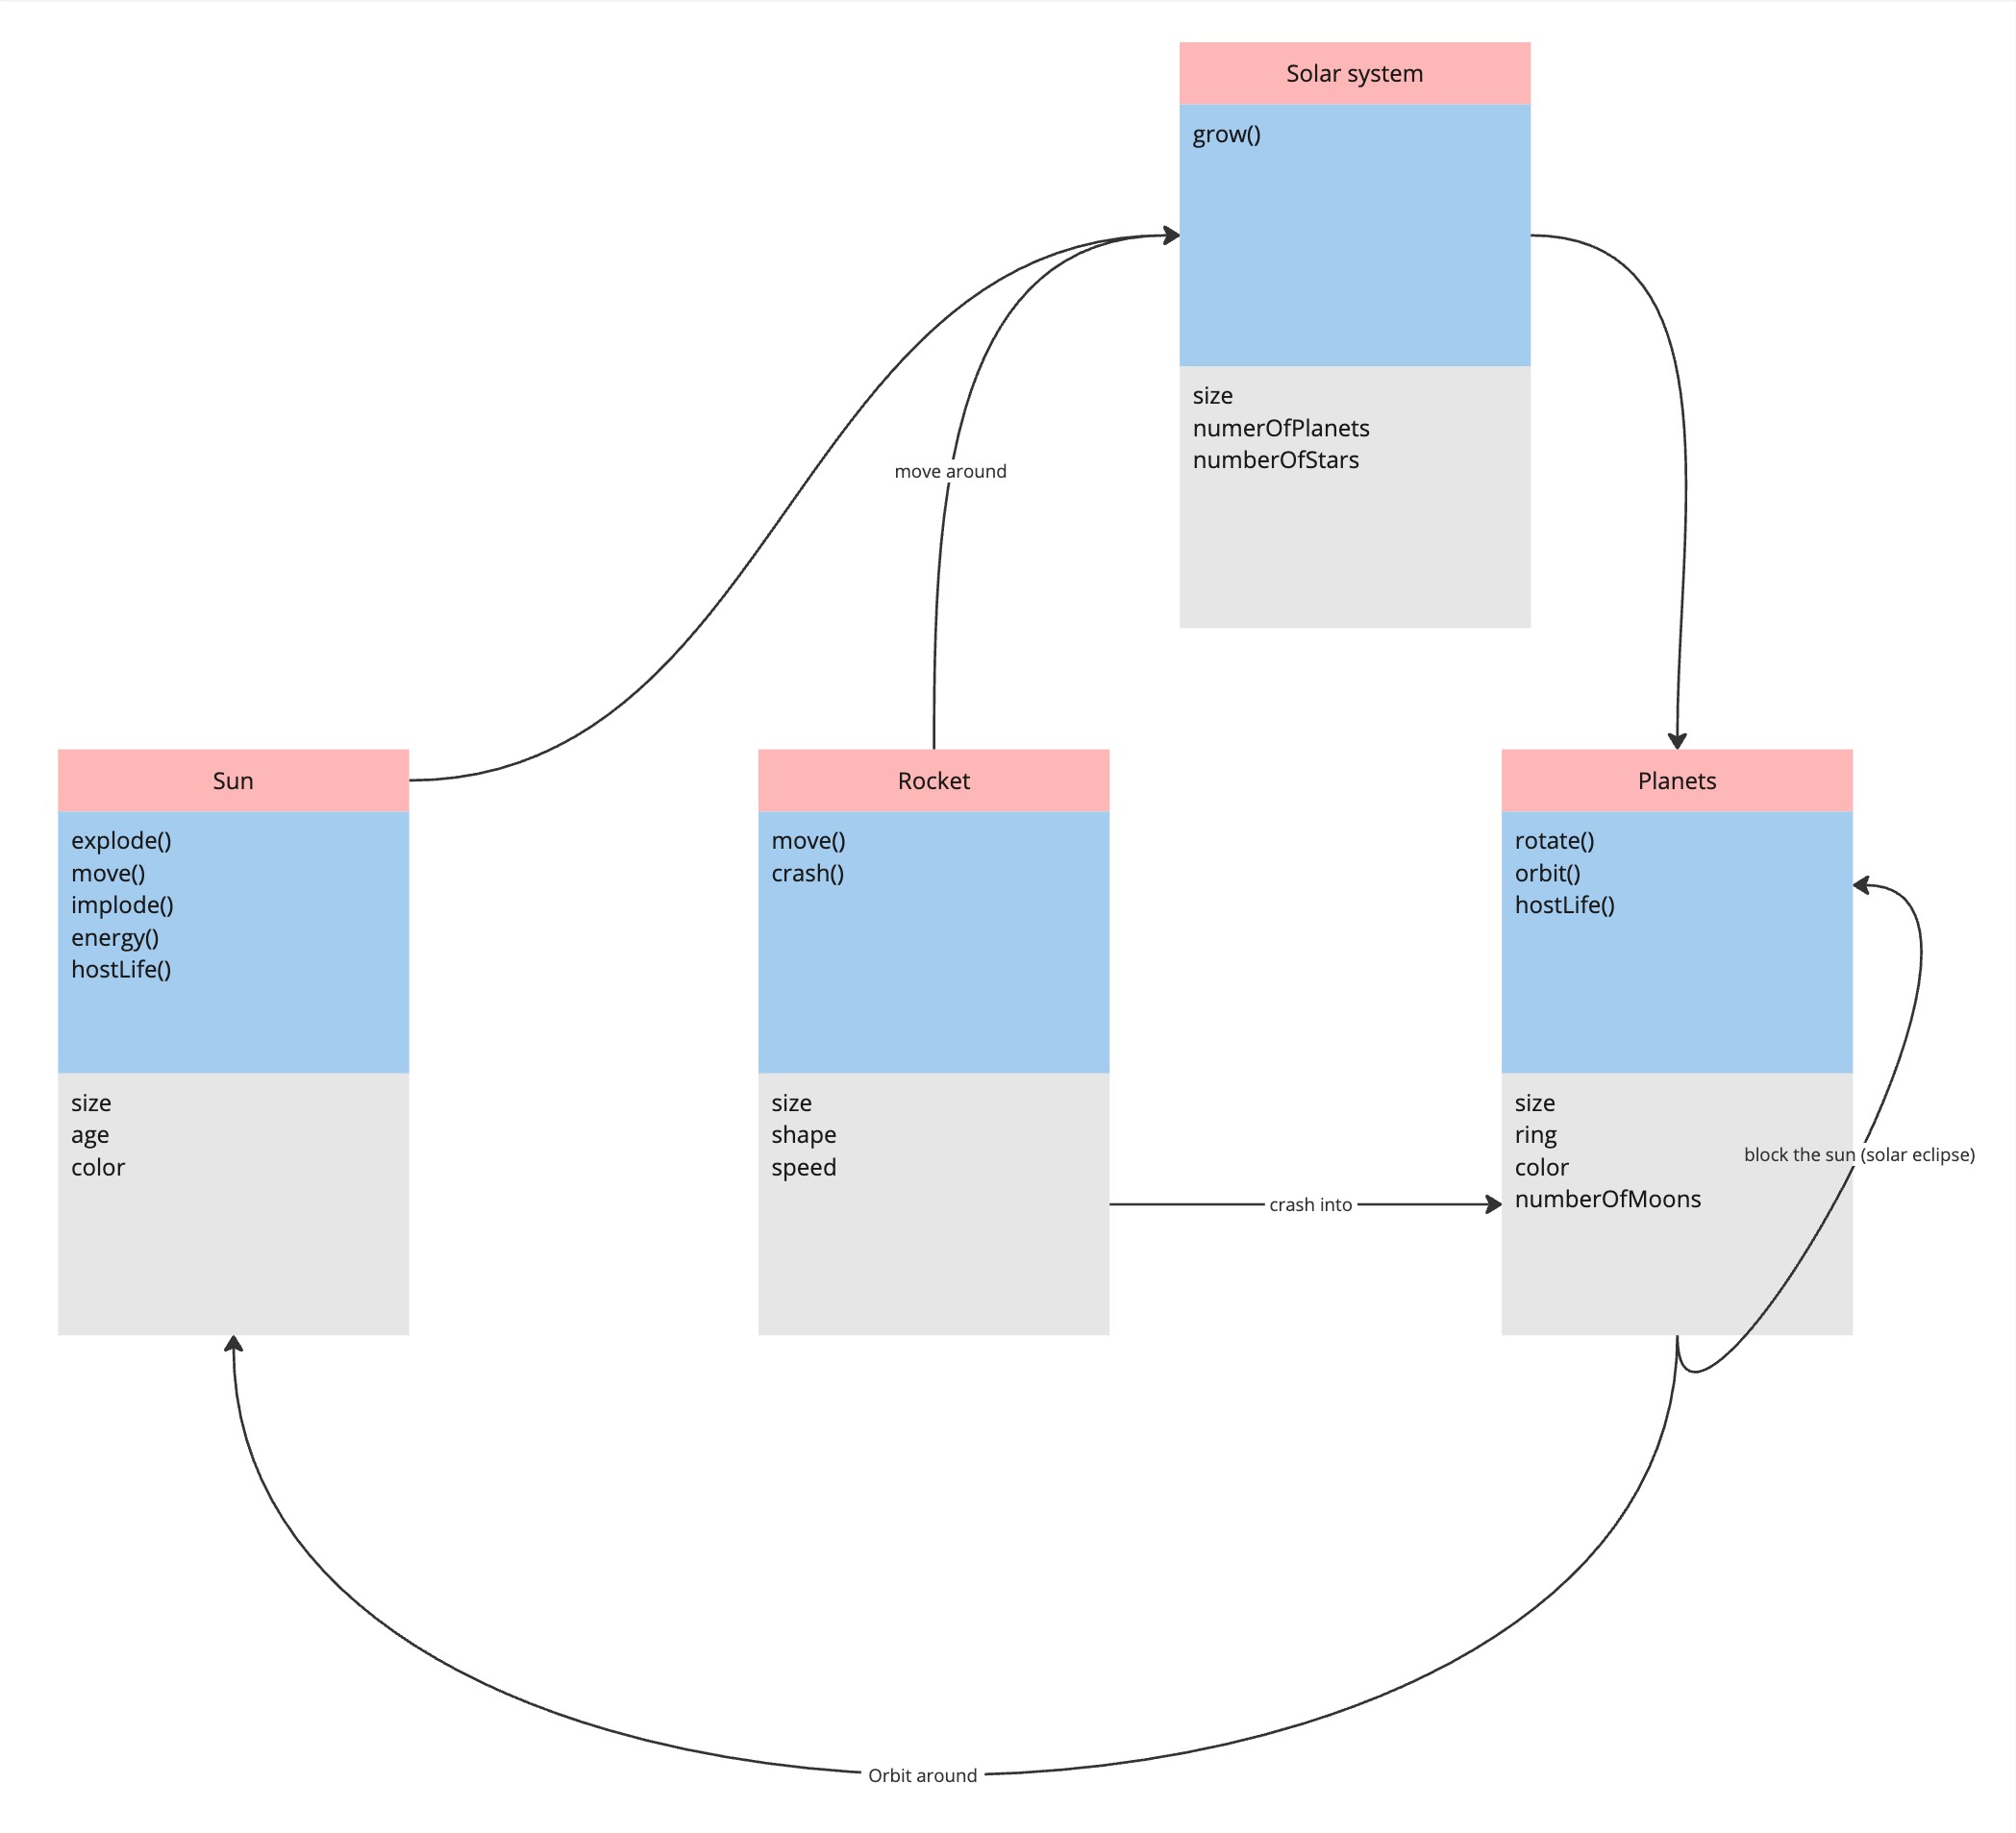 Solar system
grow()
size
numerOfPlanets
numberOfStars
move around
Sun
explode()
move()
implode()
energy()
hostLife()
size
age
color
Rocket
move()
crash()
size
shape
speed
crash into
Planets
rotate()
orbit()
hostLife()
size
ring
color
numberOfMoons
block the sun (solar eclipse)
Orbit around